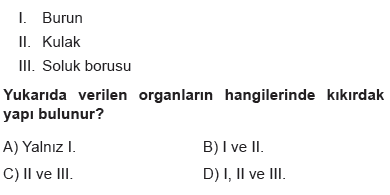 I. Burun
II. Kulak
III. Soluk borusu
Yukarıda verilen organların hangilerinde kıkırdak
yapı bulunur?
A) Yalnız I. B) I ve II.
C) II ve III. D) I, II ve III.